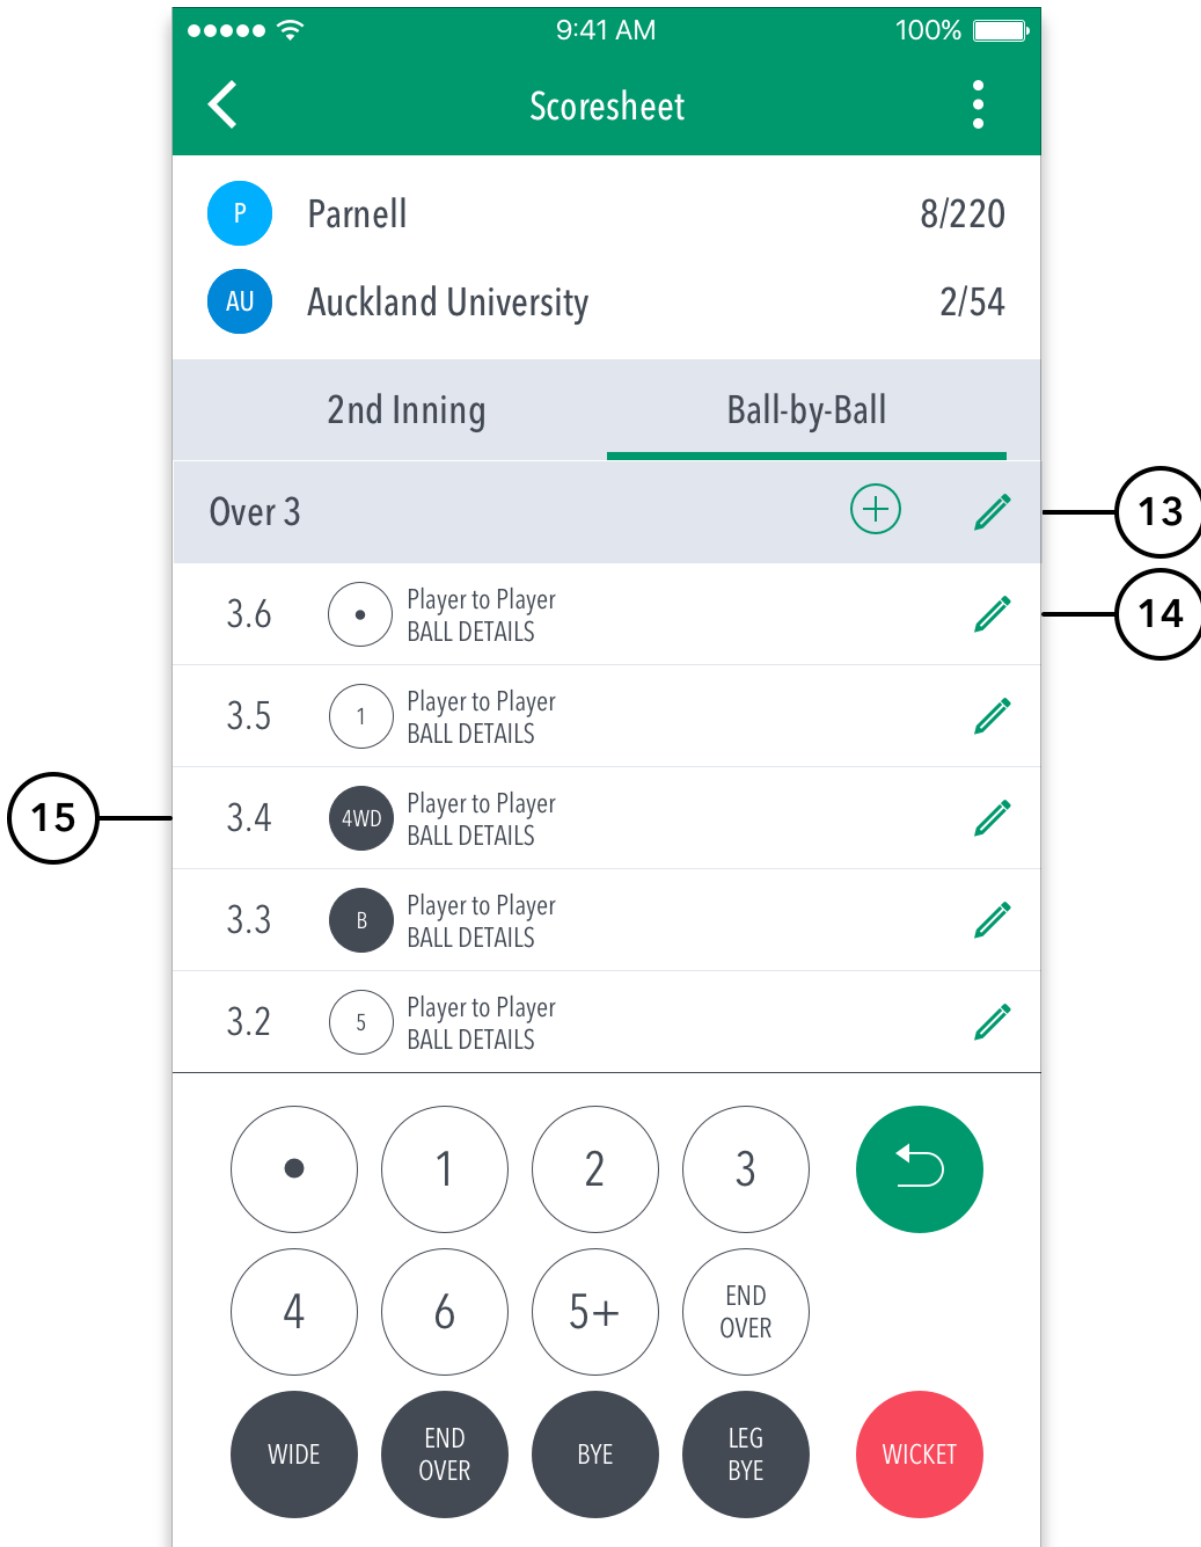 9:41 AM 100%
Scoresheet
P Parnell 8/220
AU Auckland University 2/54
2nd Inning Ball-by-Ball
Over 3 13
3.6 Player to Player
BALL DETAILS
14
3.5 1 Player to Player
BALL DETAILS
15 3.4 4WD Player to Player
BALL DETAILS
3.3 B Player to Player
BALL DETAILS
3.2 5 Player to Player
BALL DETAILS
1 2 3
4 6 5+ END
OVER
WIDE END
OVER
BYE LEG
BYE
WICKET